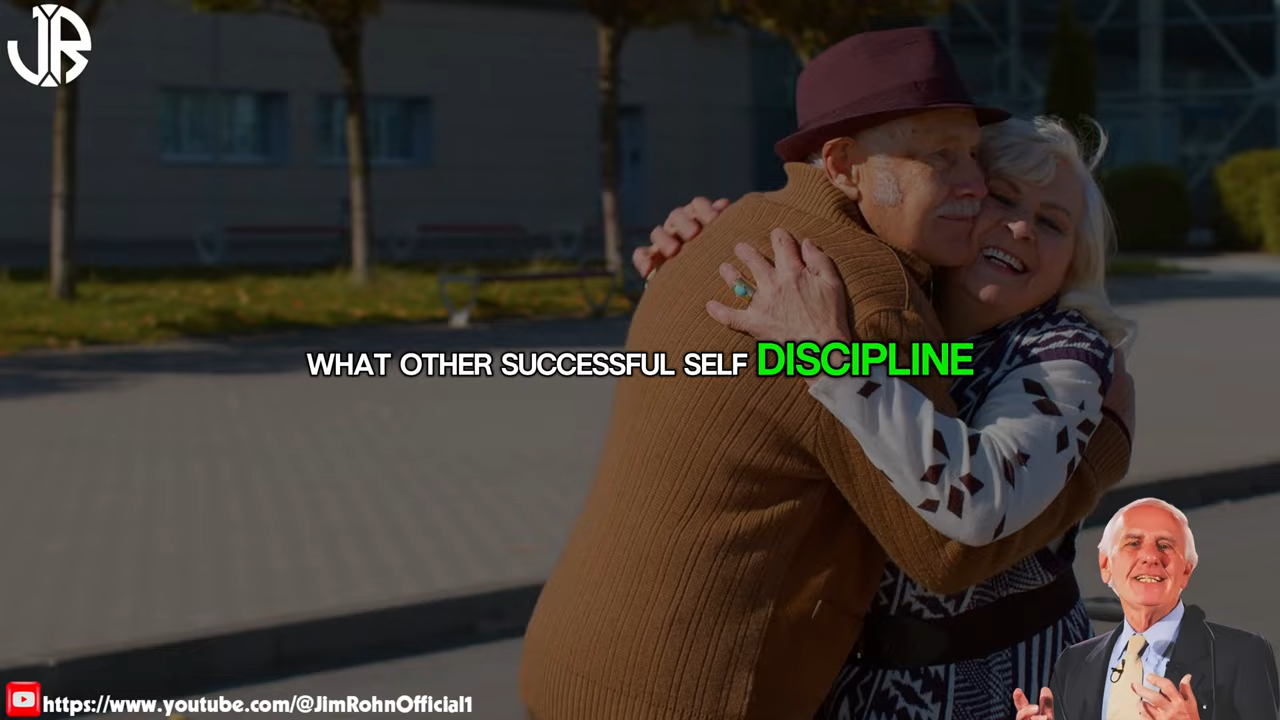 JR
WHAT OTHER SUCCESSFUL SELF DISCIPLINE
https://www.youtube.com/@JimRohnOfficial1